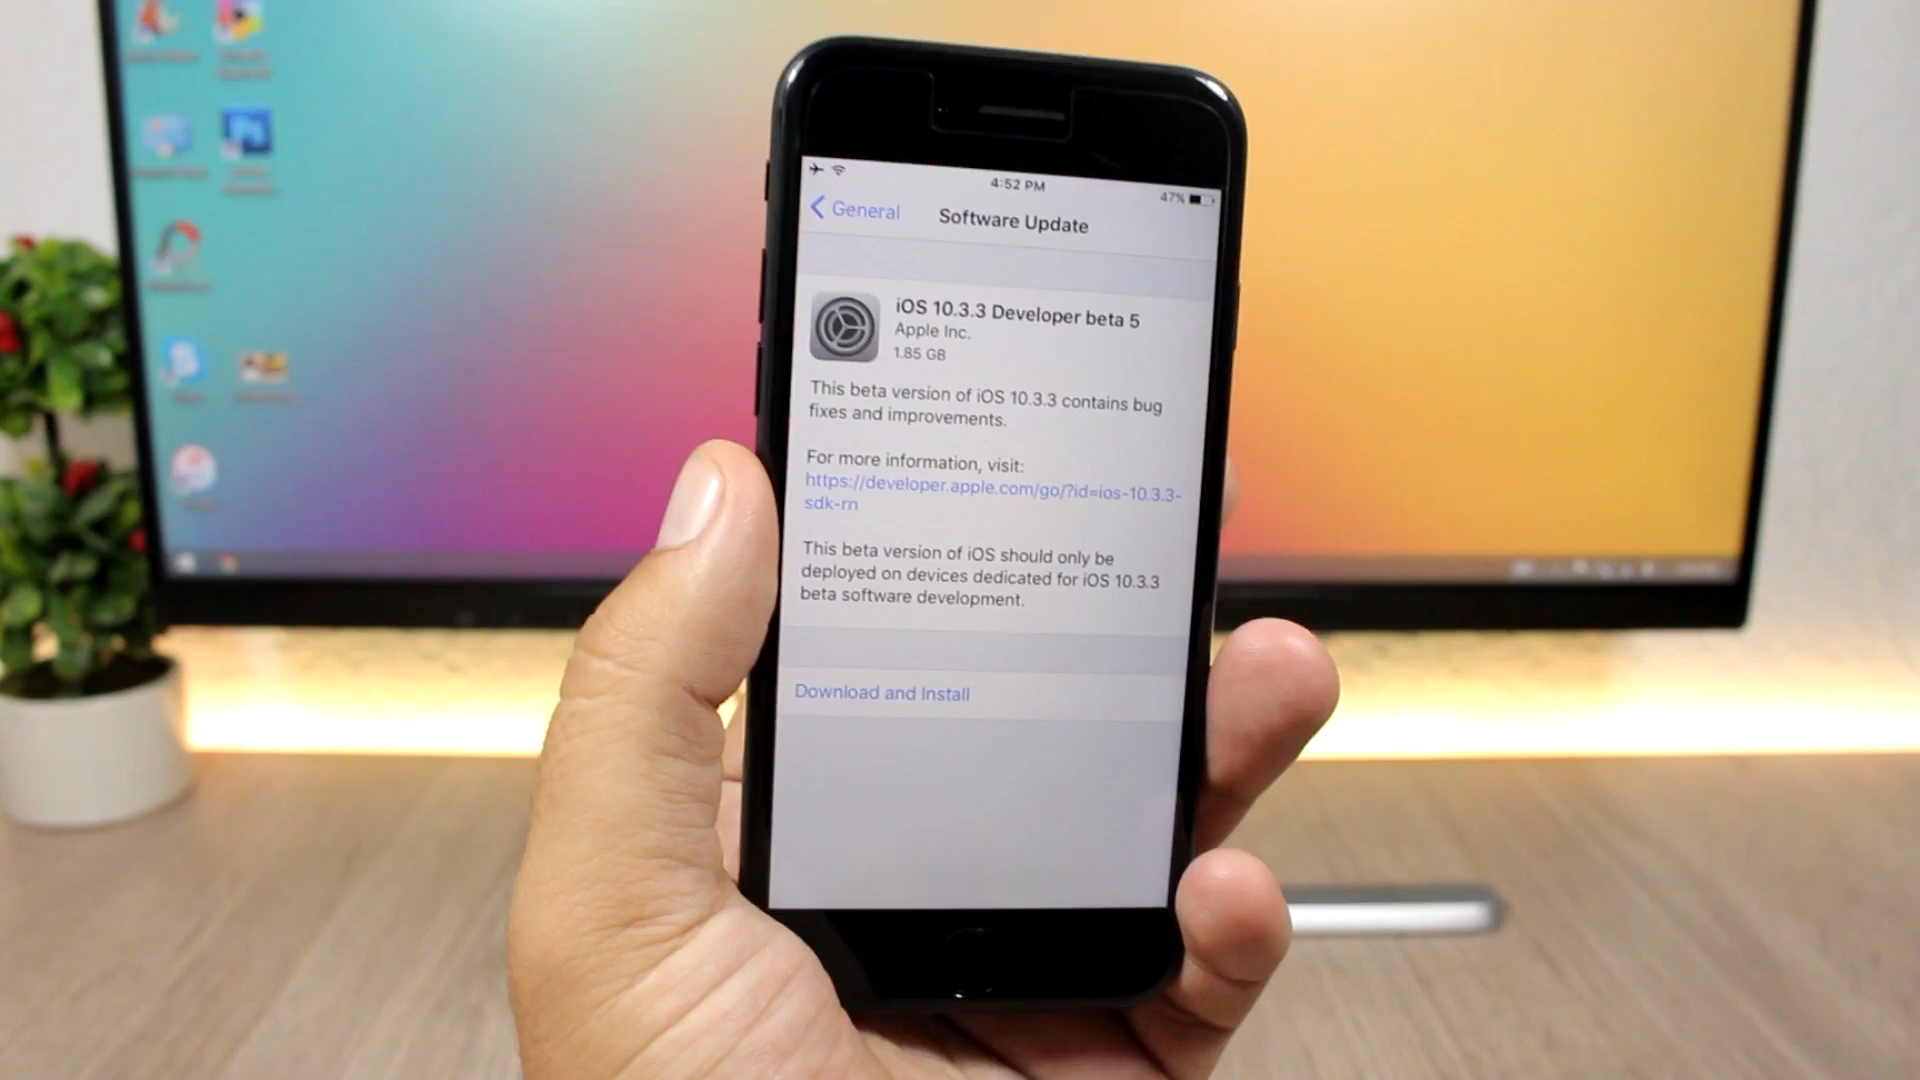 4:52 PM
47%
General
Software Update
iOS 10.3.3 Developer beta 5
Apple Inc.
1.85 GB
This beta version of iOS 10.3.3 contains bug
fixes and improvements.
For more information, visit:
https://developer.apple.com/go/?id=ios-10.3.3-
sdk-rn
This beta version of iOS should only be
deployed on devices dedicated for iOS 10.3.3
beta software development.
Download and Install
Ps